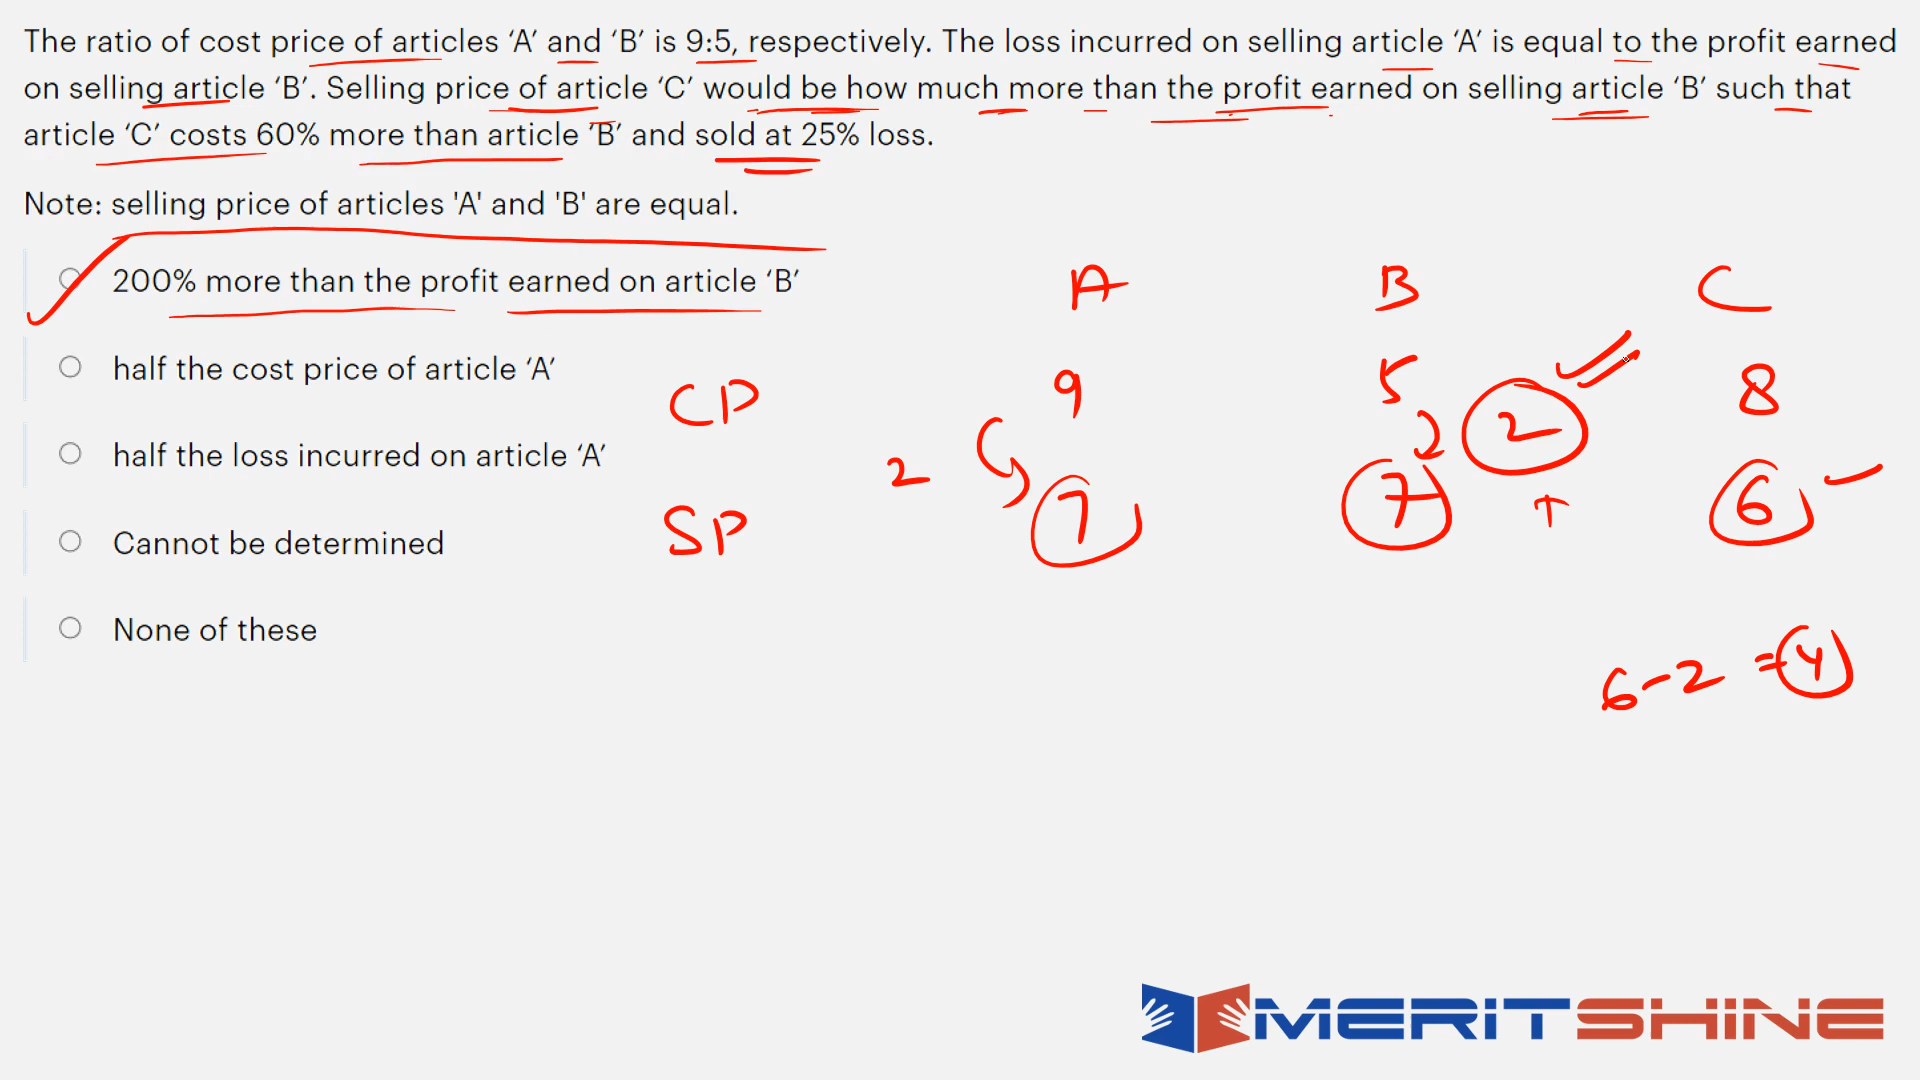 The ratio of cost price of articles ‘A’ and ‘B’ is 9:5, respectively. The loss incurred on selling article ‘A’ is equal to the profit earned
on selling article ‘B’. Selling price of article ‘C’ would be how much more than the profit earned on selling article ‘B’ such that
article ‘C’ costs 60% more than article ‘B’ and sold at 25% loss.
Note: selling price of articles 'A' and 'B' are equal.
200% more than the profit earned on article ‘B’
half the cost price of article ‘A’
half the loss incurred on article ‘A’
Cannot be determined
None of these
A B C
CP 9 5 8
2 2 2
SP 7 7 6
6-2 =4
MERITSHINE